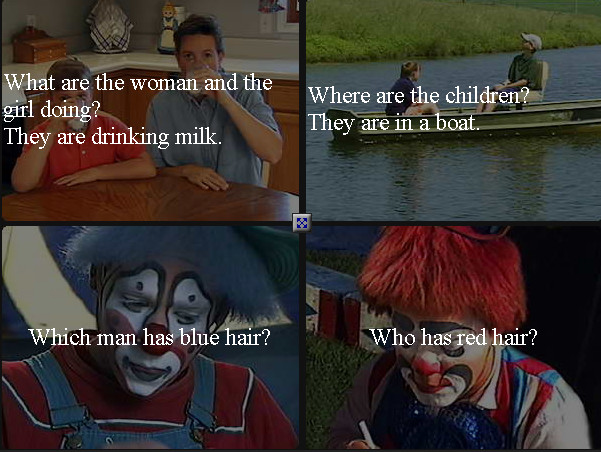 What are the woman and the
girl doing?
They are drinking milk.
Where are the children?
They are in a boat.
Which man has blue hair?
Who has red hair?